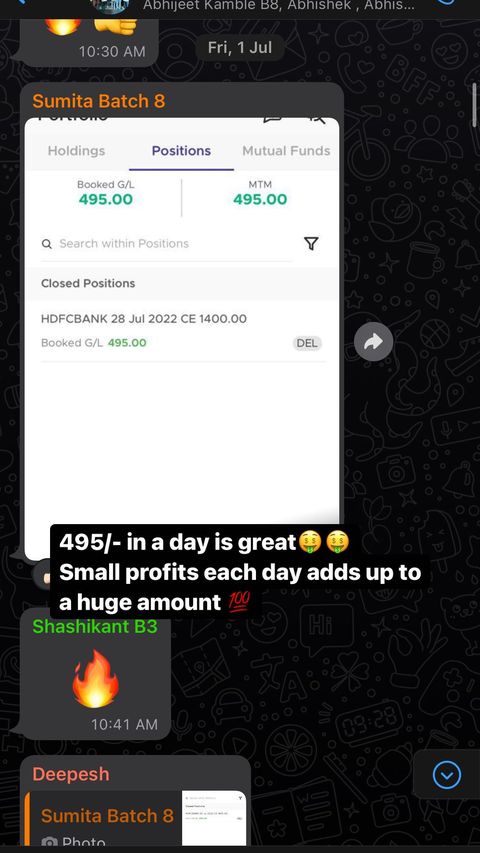 Abhijeet Kamble B8, Abhishek , Abhis...
10:30 AM
Fri, 1 Jul
Sumita Batch 8
Portfolio
Holdings
Positions
Mutual Funds
Booked G/L
MTM
495.00
495.00
Search within Positions
Closed Positions
HDFCBANK 28 Jul 2022 CE 1400.00
Booked G/L 495.00
DEL
495/- in a day is great🤑🤑
Small profits each day adds up to
a huge amount 💯
Shashikant B3
🔥
10:41 AM
Deepesh
Sumita Batch 8
Photo